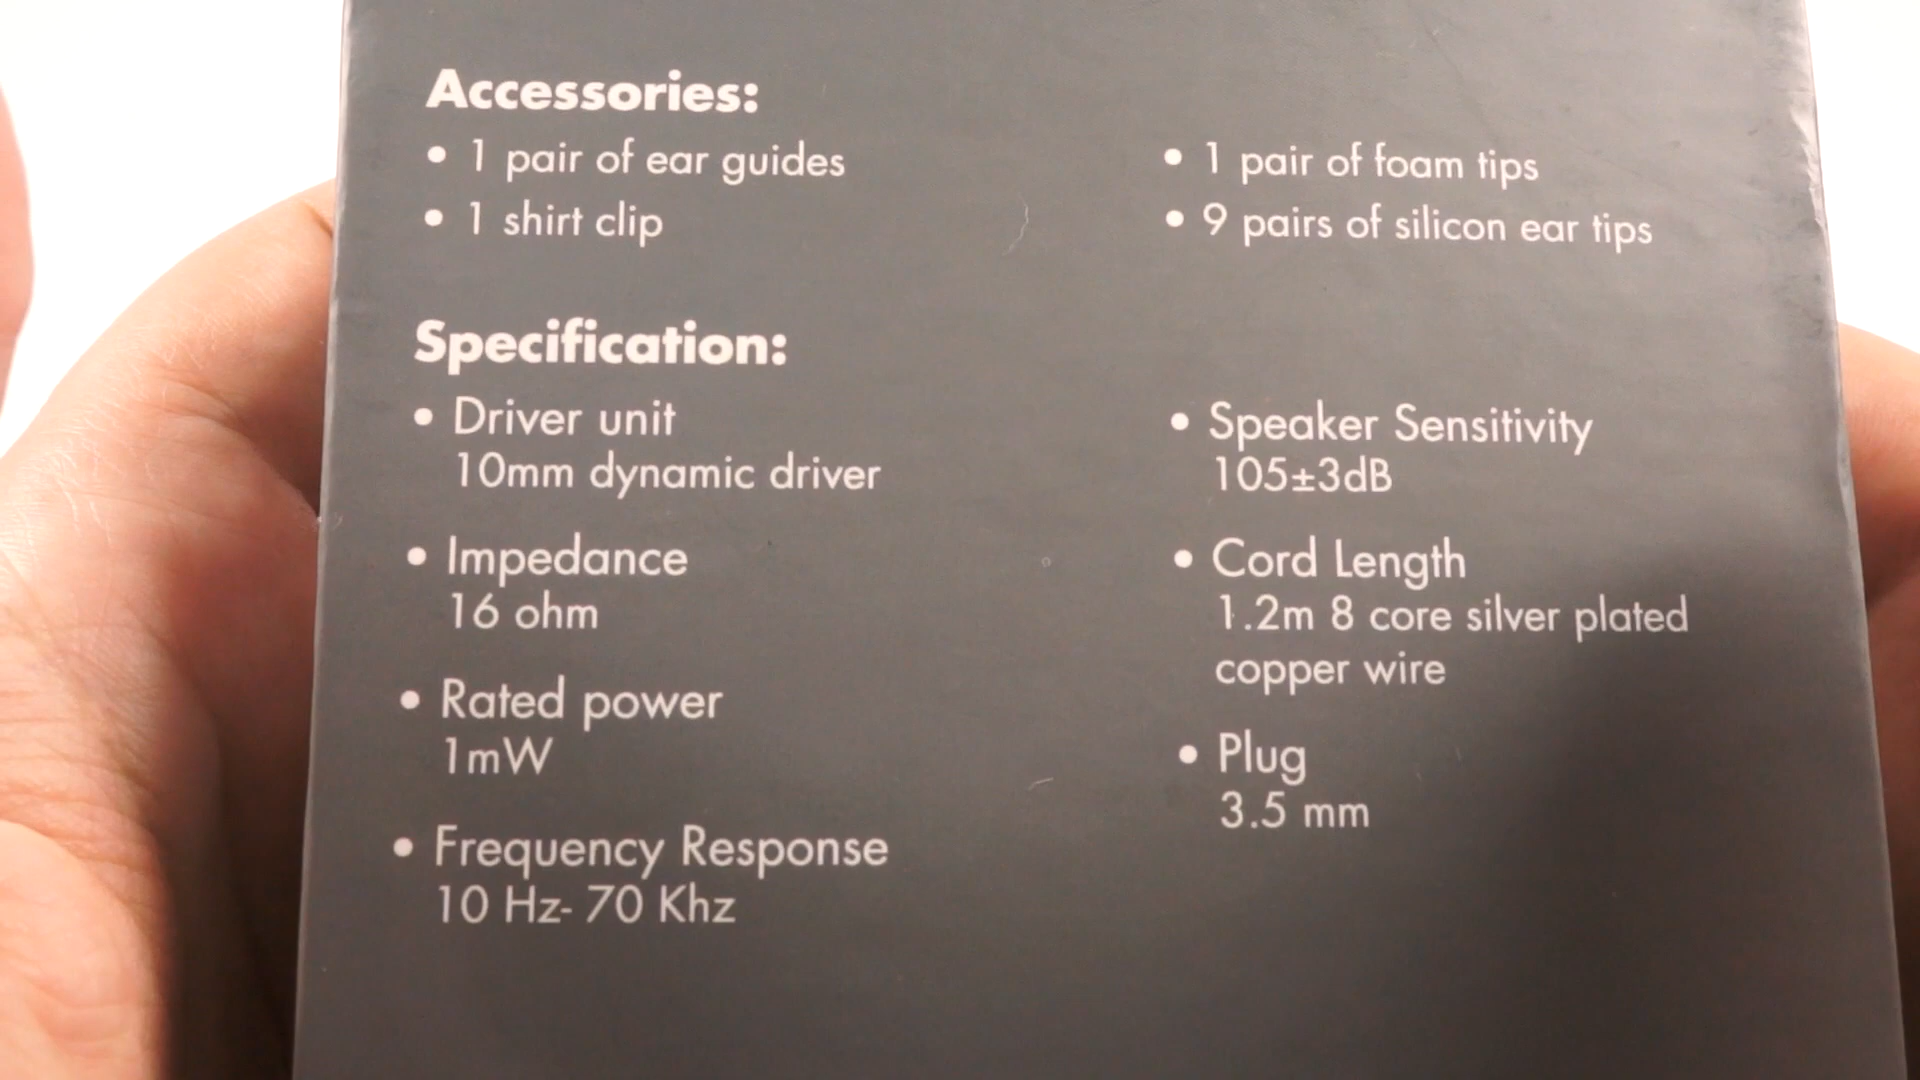 Accessories:
• 1 pair of ear guides
• 1 shirt clip
• 1 pair of foam tips
• 9 pairs of silicon ear tips
Specification:
• Driver unit
10mm dynamic driver
• Impedance
16 ohm
• Rated power
1mW
• Frequency Response
10 Hz- 70 Khz
• Speaker Sensitivity
105±3dB
• Cord Length
1.2m 8 core silver plated
copper wire
• Plug
3.5 mm